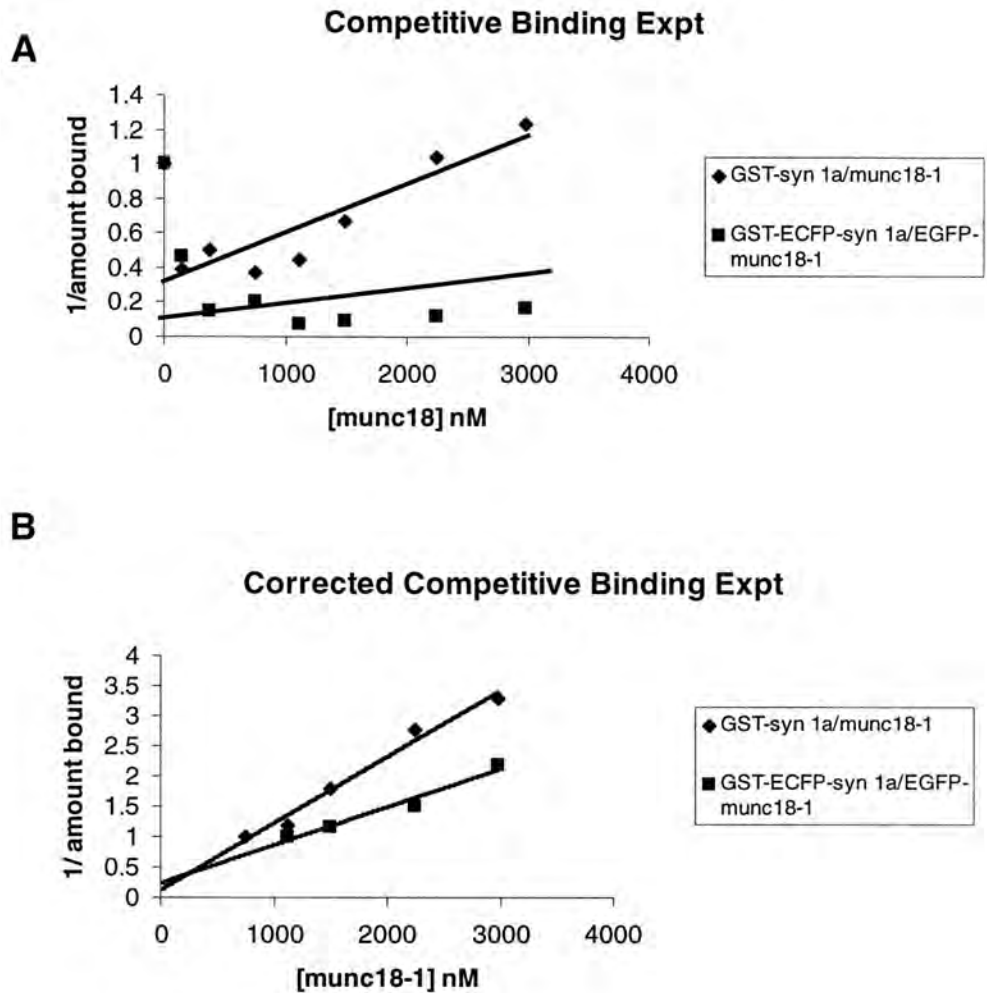 Competitive Binding Expt
A
1.4
1.2
1
0.8
0.6
0.4
0.2
0
1/amount bound
0 1000 2000 3000 4000
[munc18] nM
GST-syn 1a/munc18-1
GST-ECFP-syn 1a/EGFP-
munc18-1
B
Corrected Competitive Binding Expt
4
3.5
3
2.5
2
1.5
1
0.5
0
1/ amount bound
0 1000 2000 3000 4000
[munc18-1] nM
GST-syn 1a/munc18-1
GST-ECFP-syn 1a/EGFP-
munc18-1